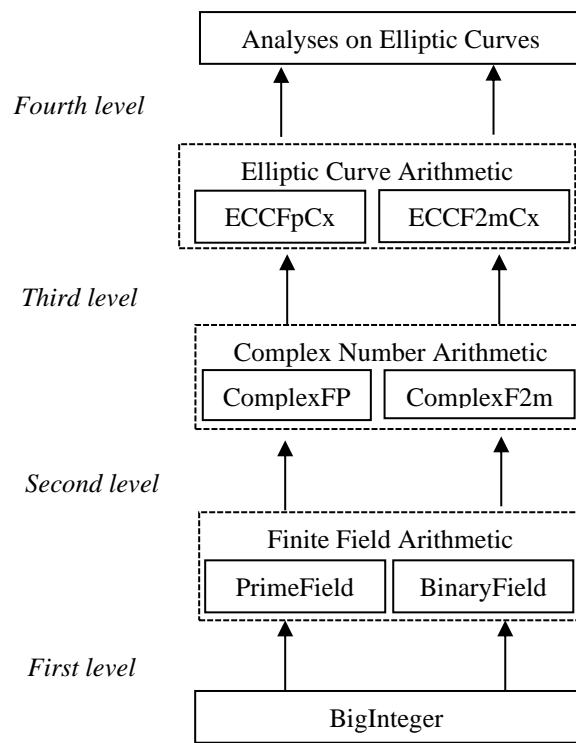 Analyses on Elliptic Curves
Fourth level
Elliptic Curve Arithmetic
ECCFpCx ECCF2mCx
Third level
Complex Number Arithmetic
ComplexFP ComplexF2m
Second level
Finite Field Arithmetic
PrimeField BinaryField
First level
BigInteger